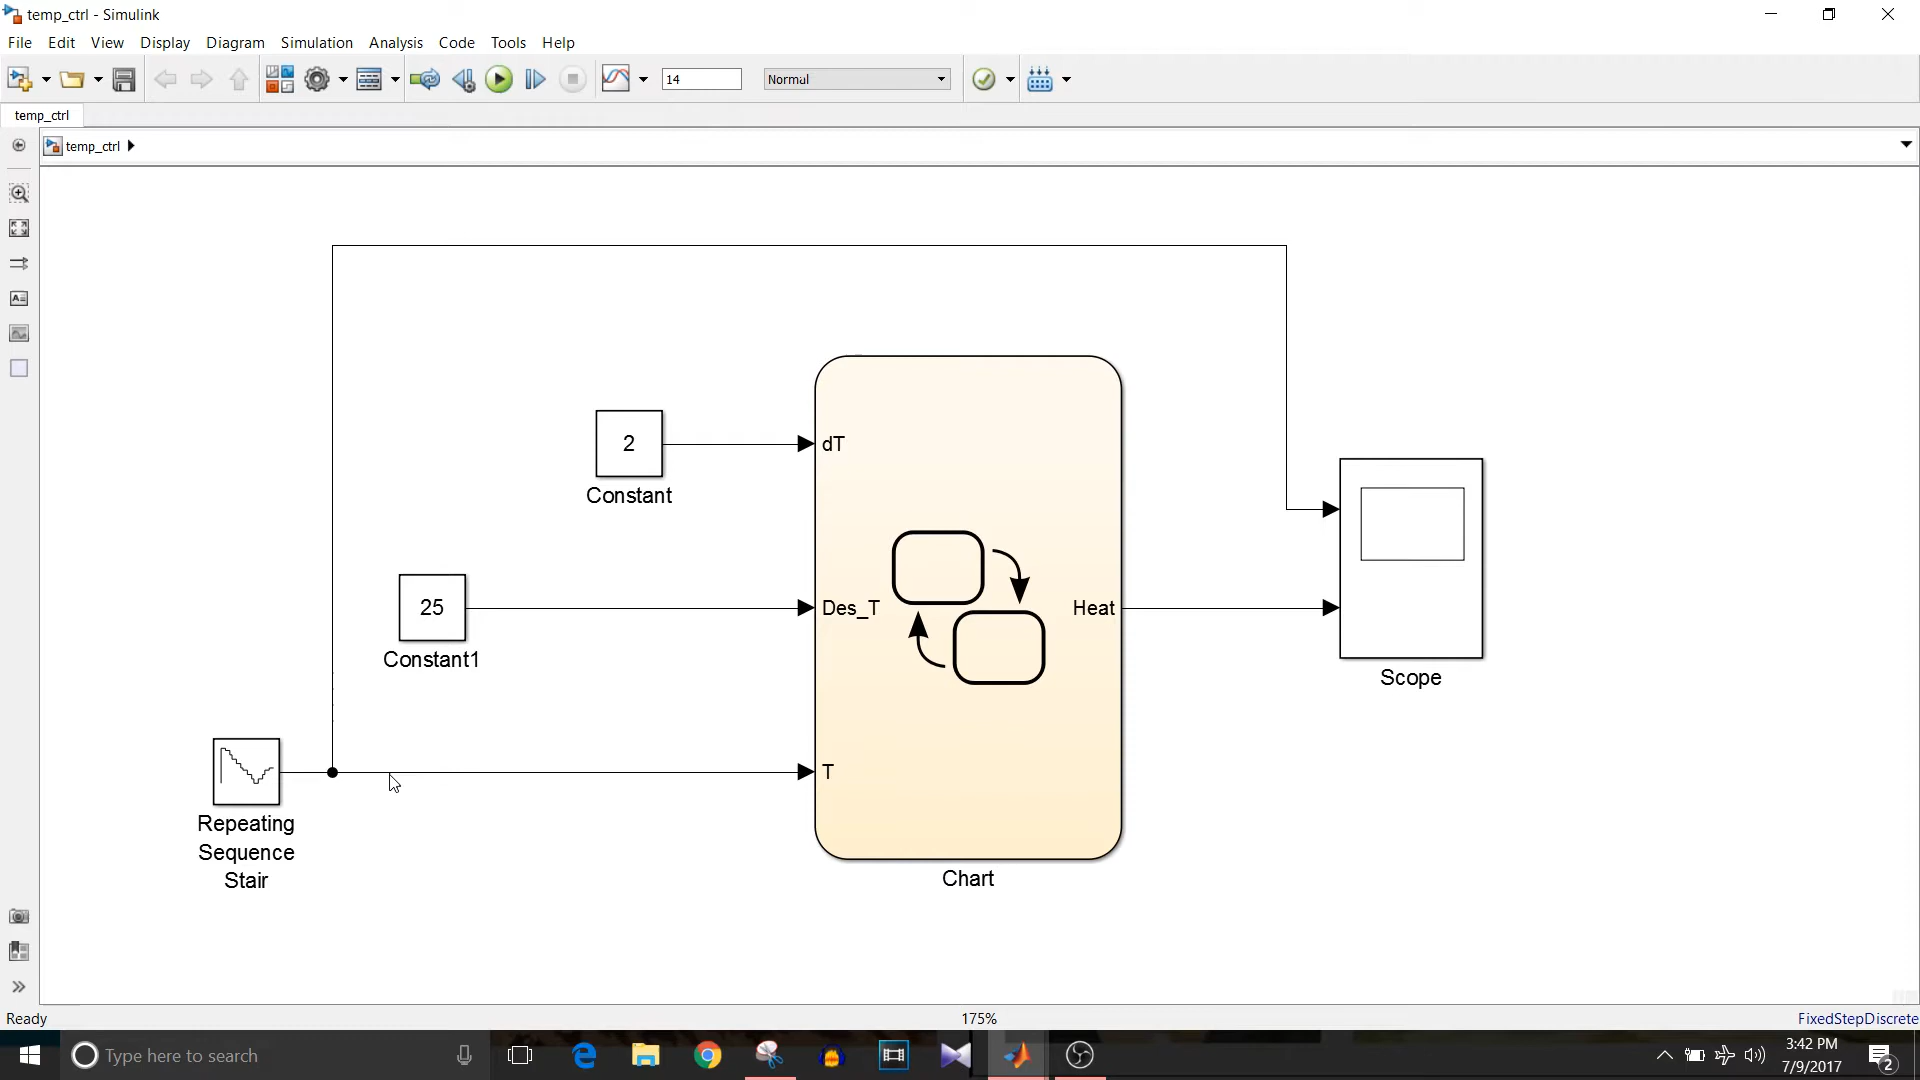 temp_ctrl - Simulink
File Edit View Display Diagram Simulation Analysis Code Tools Help
14 Normal
temp_ctrl
temp_ctrl
2
dT
Constant
25
Des_T
Heat
Constant1
Scope
T
Repeating
Sequence
Stair
Chart
Ready 175% FixedStepDiscrete
Type here to search
3:42 PM
7/9/2017
2